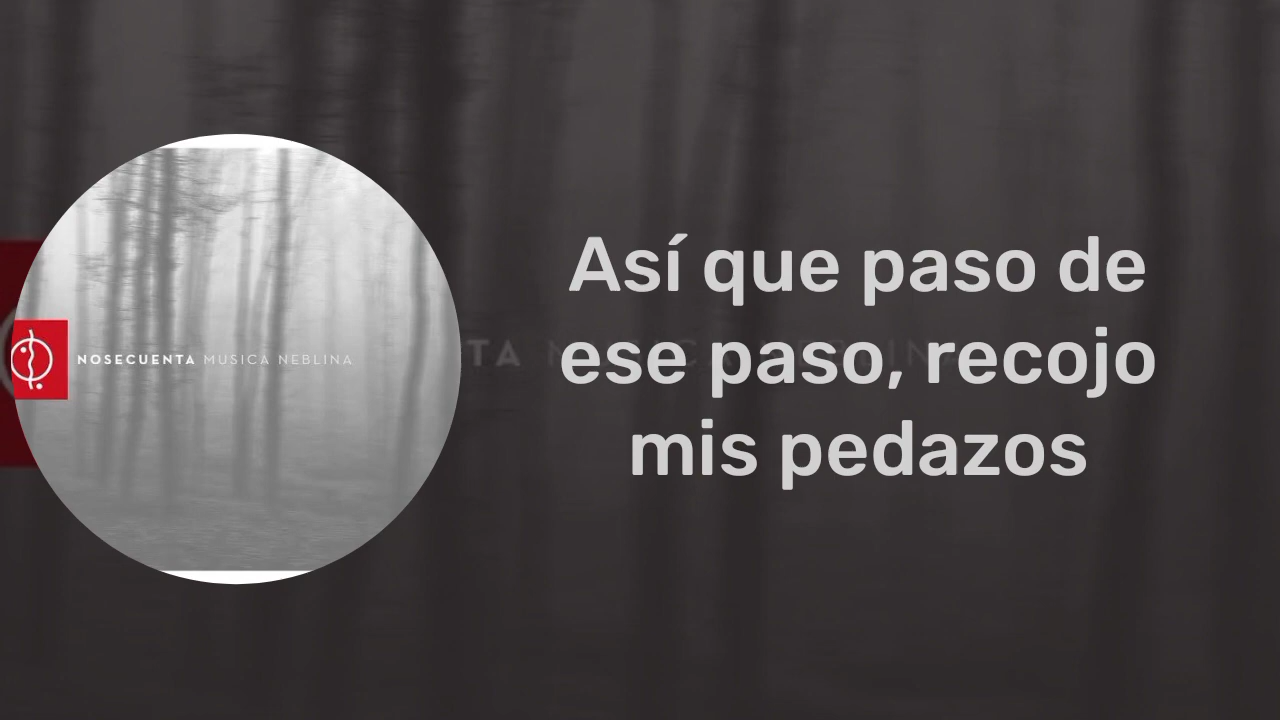 NOSECUENTA MUSICA NEBLINA
Así que paso de
ese paso, recojo
mis pedazos